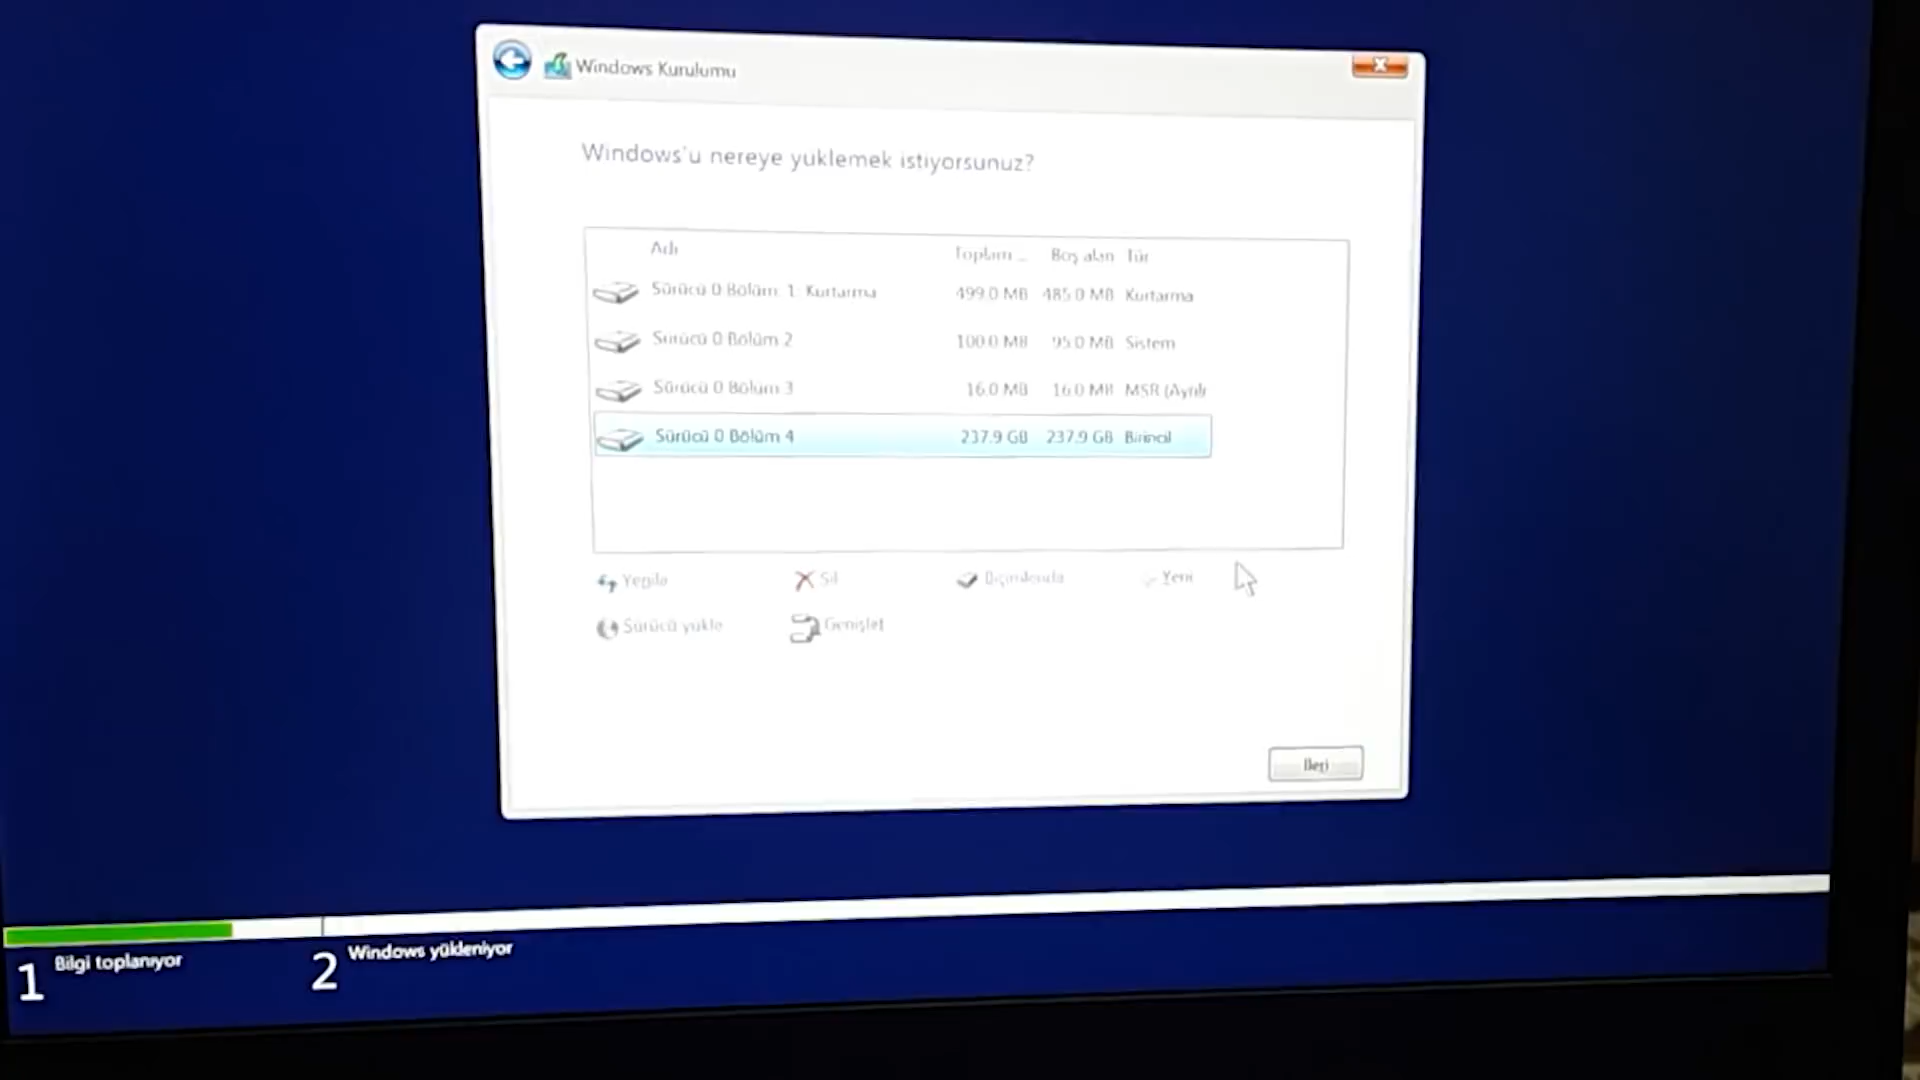 Windows Kurulumu
Windows'u nereye yüklemek istiyorsunuz?
Adı Toplam ... Boş alan Tür
Sürücü 0 Bölüm 1: Kurtarma 499.0 MB 485.0 MB Kurtarma
Sürücü 0 Bölüm 2 100.0 MB 95.0 MB Sistem
Sürücü 0 Bölüm 3 16.0 MB 16.0 MB MSR (Ayrılı
Sürücü 0 Bölüm 4 237.9 GB 237.9 GB Birincil
Yenile Sil Biçimlendir Yeni
Sürücü yükle Genişlet
İleri
1 Bilgi toplanıyor
2 Windows yükleniyor